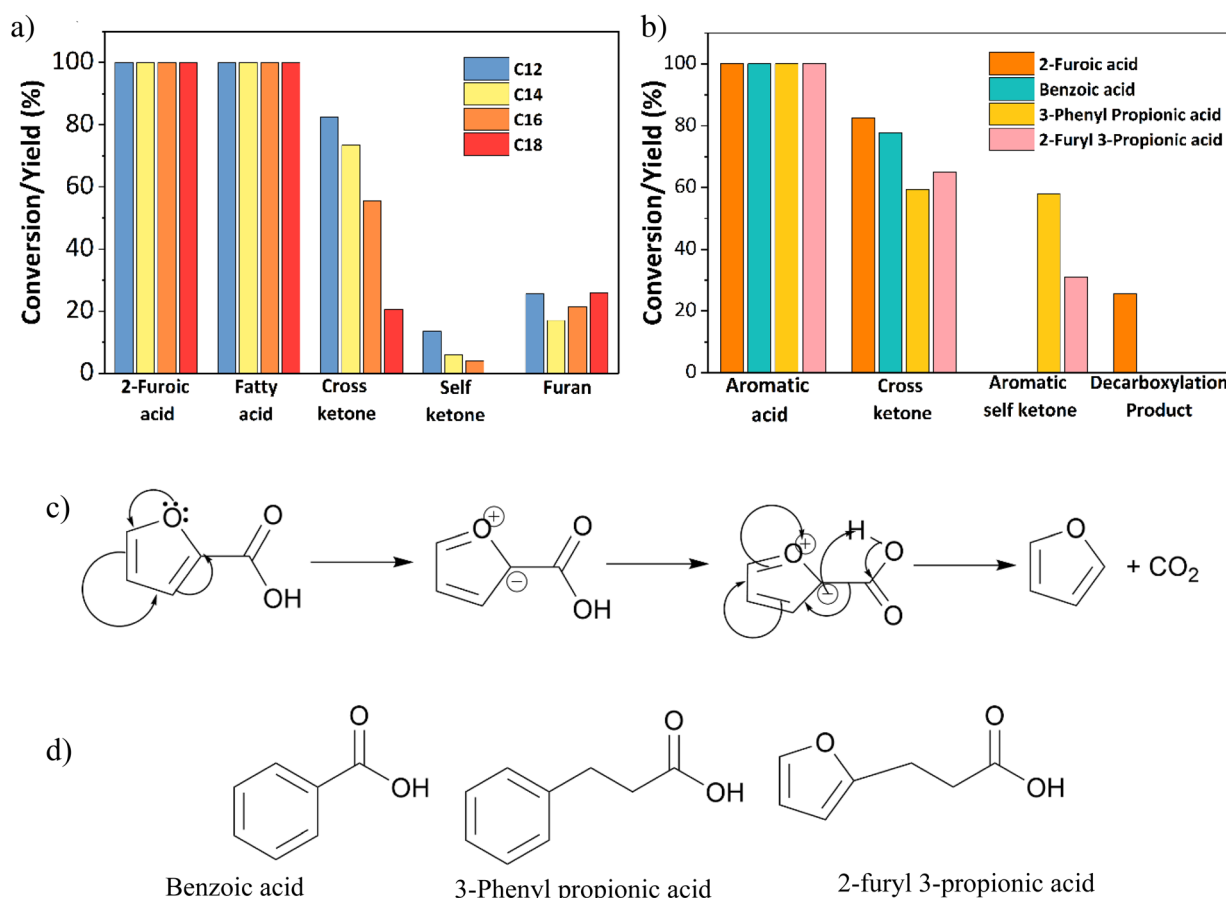 a)
Conversion/Yield (%)
100
80
60
40
20
0
C12
C14
C16
C18
2-Furoic
acid
Fatty
acid
Cross
ketone
Self
ketone
Furan
b)
Conversion/Yield (%)
100
80
60
40
20
0
2-Furoic acid
Benzoic acid
3-Phenyl Propionic acid
2-Furyl 3-Propionic acid
Aromatic
acid
Cross
ketone
Aromatic
self ketone
Decarboxylation
Product
c)
O
O
OH
O
+
−
O
OH
O
+
−
H
O
O
O
+ CO2
d)
O
OH
Benzoic acid
O
OH
3-Phenyl propionic acid
O
O
OH
2-furyl 3-propionic acid